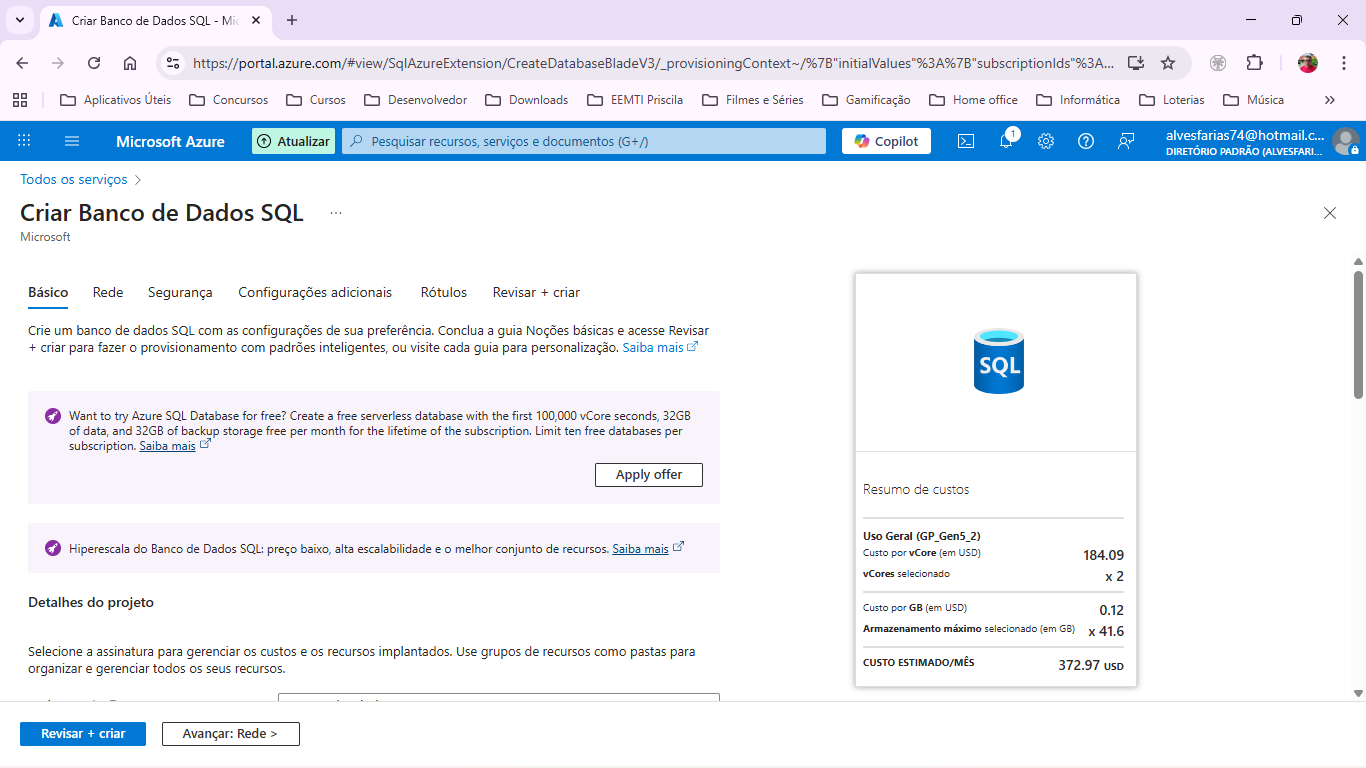 Criar Banco de Dados SQL - Mic
https://portal.azure.com/#view/SqlAzureExtension/CreateDatabaseBladeV3/_provisioningContext~/%7B"initialValues"%3A%7B"subscriptionIds"%3A...
Aplicativos Úteis
Concursos
Cursos
Desenvolvedor
Downloads
EEMTI Priscila
Filmes e Séries
Gamificação
Home office
Informática
Loterias
Música
Microsoft Azure
Atualizar
Pesquisar recursos, serviços e documentos (G+/)
Copilot
1
alvesfarias74@hotmail.c...
DIRETÓRIO PADRÃO (ALVESFARI...
Todos os serviços
Criar Banco de Dados SQL
...
Microsoft
Básico
Rede
Segurança
Configurações adicionais
Rótulos
Revisar + criar
Crie um banco de dados SQL com as configurações de sua preferência. Conclua a guia Noções básicas e acesse Revisar
+ criar para fazer o provisionamento com padrões inteligentes, ou visite cada guia para personalização. Saiba mais
Want to try Azure SQL Database for free? Create a free serverless database with the first 100,000 vCore seconds, 32GB
of data, and 32GB of backup storage free per month for the lifetime of the subscription. Limit ten free databases per
subscription. Saiba mais
Apply offer
Hiperescala do Banco de Dados SQL: preço baixo, alta escalabilidade e o melhor conjunto de recursos. Saiba mais
Detalhes do projeto
Selecione a assinatura para gerenciar os custos e os recursos implantados. Use grupos de recursos como pastas para
organizar e gerenciar todos os seus recursos.
SQL
Resumo de custos
Uso Geral (GP_Gen5_2)
Custo por vCore (em USD) 184.09
vCores selecionado x 2
Custo por GB (em USD) 0.12
Armazenamento máximo selecionado (em GB) x 41.6
CUSTO ESTIMADO/MÊS 372.97 USD
Revisar + criar
Avançar: Rede >